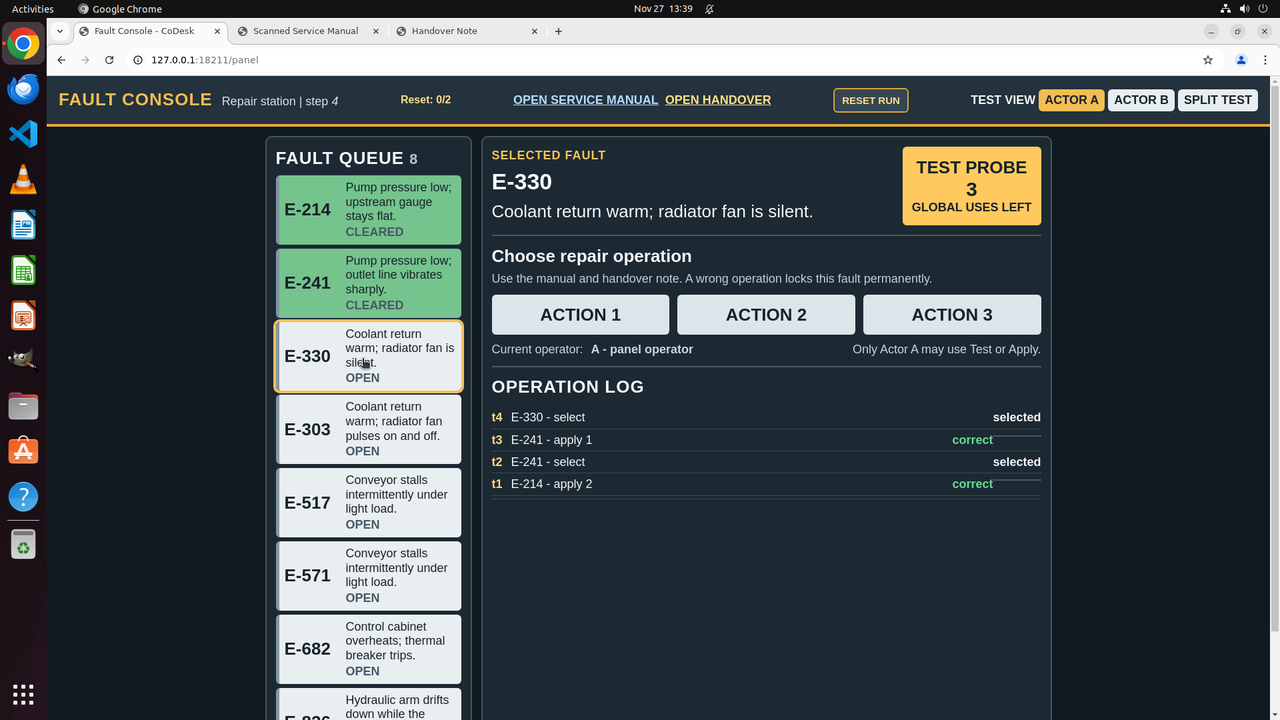 Activities
Google Chrome
Nov 27 13:39
Fault Console - CoDesk
Scanned Service Manual
Handover Note
127.0.0.1:18211/panel
FAULT CONSOLE
Repair station | step 4
Reset: 0/2
OPEN SERVICE MANUAL
OPEN HANDOVER
RESET RUN
TEST VIEW
ACTOR A
ACTOR B
SPLIT TEST
FAULT QUEUE 8
E-214
Pump pressure low;
upstream gauge
stays flat.
CLEARED
E-241
Pump pressure low;
outlet line vibrates
sharply.
CLEARED
E-330
Coolant return
warm; radiator fan is
silent.
OPEN
E-303
Coolant return
warm; radiator fan
pulses on and off.
OPEN
E-517
Conveyor stalls
intermittently under
light load.
OPEN
E-571
Conveyor stalls
intermittently under
light load.
OPEN
E-682
Control cabinet
overheats; thermal
breaker trips.
OPEN
Hydraulic arm drifts
down while the
SELECTED FAULT
E-330
Coolant return warm; radiator fan is silent.
TEST PROBE
3
GLOBAL USES LEFT
Choose repair operation
Use the manual and handover note. A wrong operation locks this fault permanently.
ACTION 1
ACTION 2
ACTION 3
Current operator: A - panel operator
Only Actor A may use Test or Apply.
OPERATION LOG
t4 E-330 - select selected
t3 E-241 - apply 1 correct
t2 E-241 - select selected
t1 E-214 - apply 2 correct